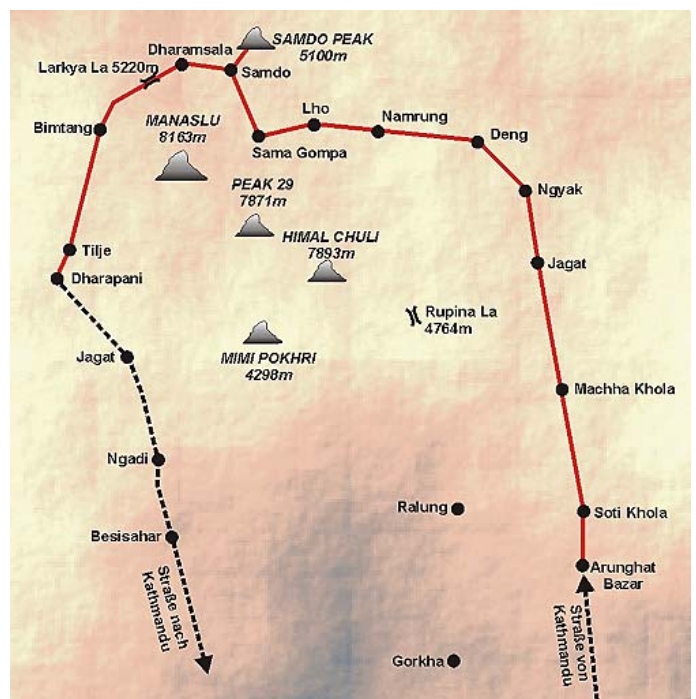 SAMDO PEAK
5100m
Dharamsala
Larkya La 5220m
Samdo
MANASLU
8163m
Lho
Namrung
Bimtang
Deng
Sama Gompa
PEAK 29
7871m
Ngyak
HIMAL CHULI
7893m
Tilje
Jagat
Dharapani
Rupina La
4764m
Jagat
MIMI POKHRI
4298m
Machha Khola
Ngadi
Ralung
Soti Khola
Besisahar
Arunghat
Bazar
Straße nach
Kathmandu
Straße von
Kathmandu
Gorkha